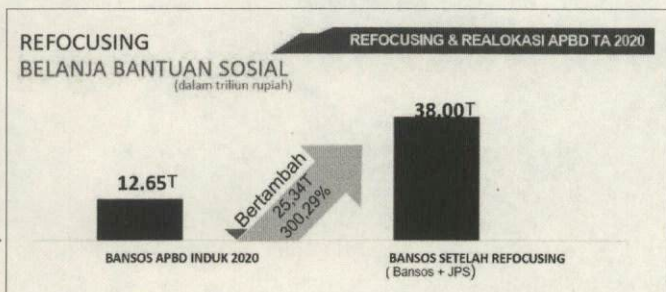 REFOCUSING
BELANJA BANTUAN SOSIAL
(dalam triliun rupiah)
REFOCUSING & REALOKASI APBD TA 2020
12.65T
Bertambah
25,34T
300,29%
38.00T
BANSOS APBD INDUK 2020
BANSOS SETELAH REFOCUSING
( Bansos + JPS)